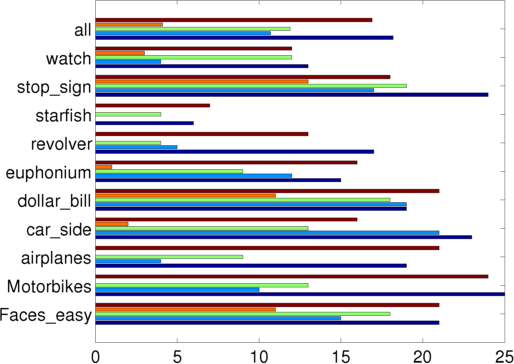 all
watch
stop_sign
starfish
revolver
euphonium
dollar_bill
car_side
airplanes
Motorbikes
Faces_easy
0 5 10 15 20 25